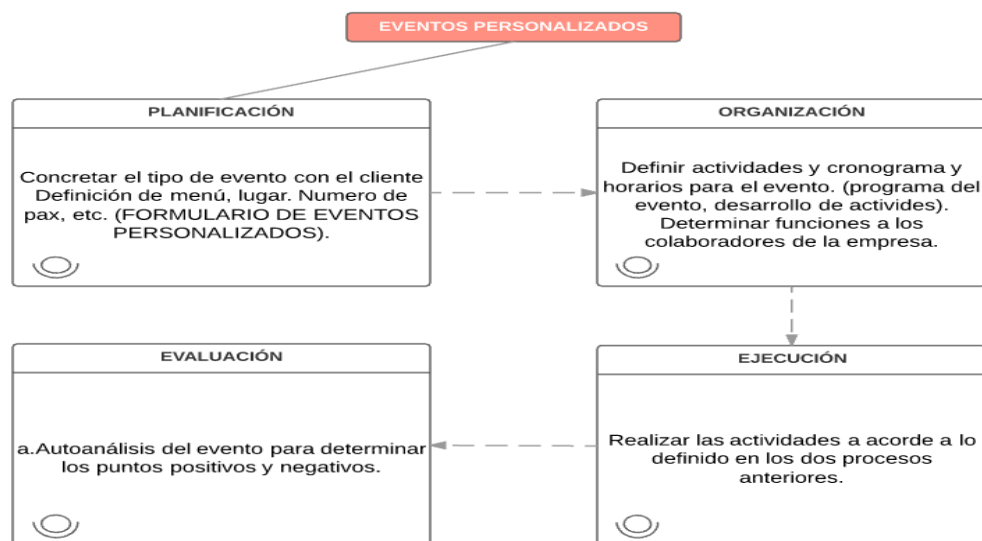 EVENTOS PERSONALIZADOS
PLANIFICACIÓN
Concretar el tipo de evento con el cliente
Definición de menú, lugar. Numero de
pax, etc. (FORMULARIO DE EVENTOS
PERSONALIZADOS).
ORGANIZACIÓN
Definir actividades y cronograma y
horarios para el evento. (programa del
evento, desarrollo de activides).
Determinar funciones a los
colaboradores de la empresa.
EVALUACIÓN
a.Autoanálisis del evento para determinar
los puntos positivos y negativos.
EJECUCIÓN
Realizar las actividades a acorde a lo
definido en los dos procesos
anteriores.